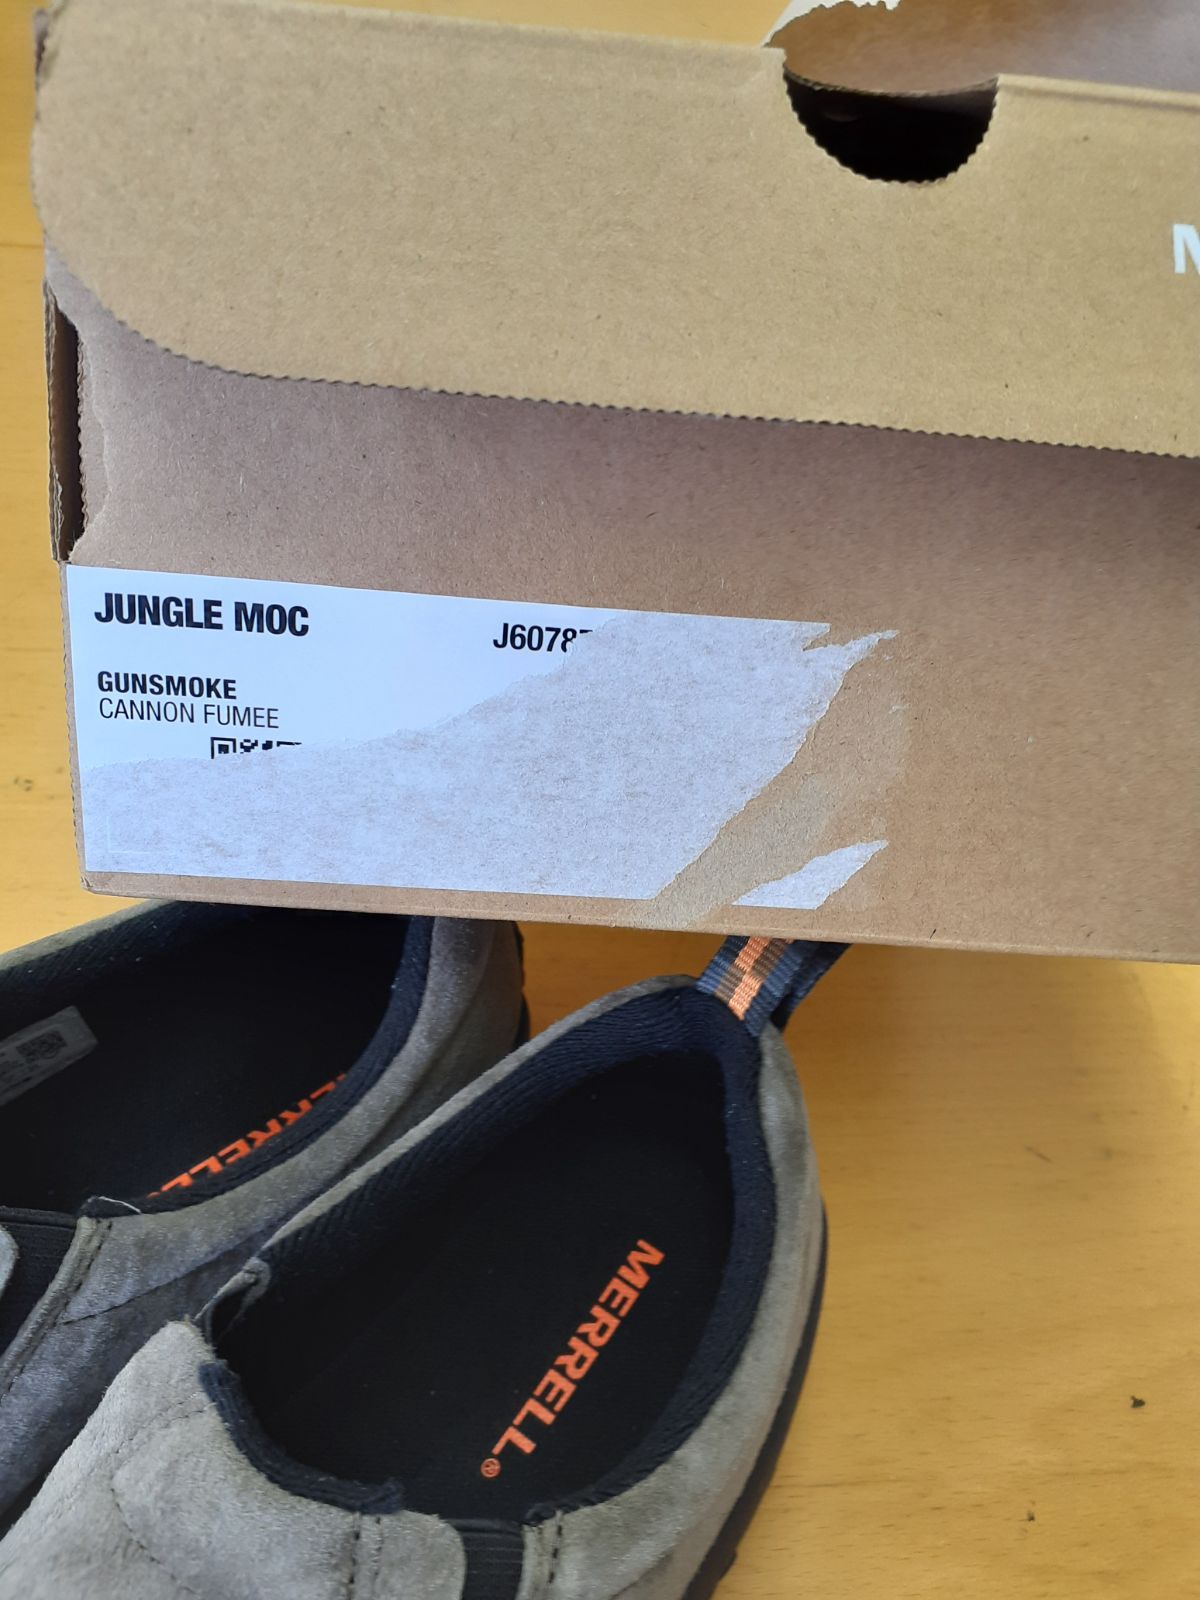 JUNGLE MOC
J6078
GUNSMOKE
CANNON FUMEE
MERRELL
MERRELL®